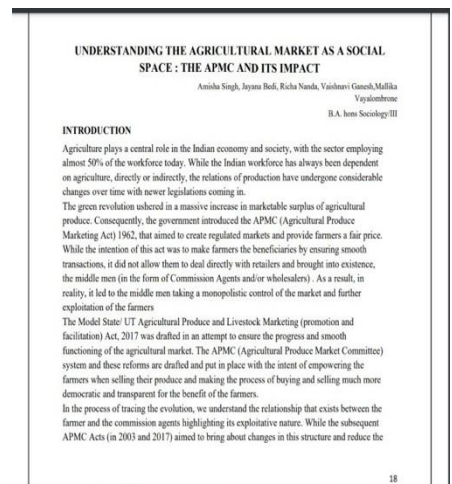 UNDERSTANDING THE AGRICULTURAL MARKET AS A SOCIAL
SPACE : THE APMC AND ITS IMPACT
Amisha Singh, Jayana Bedi, Richa Nanda, Vaishnavi Ganesh,Mallika
Vayalombrone
B.A. hons Sociology/III
INTRODUCTION
Agriculture plays a central role in the Indian economy and society, with the sector employing
almost 50% of the workforce today. While the Indian workforce has always been dependent
on agriculture, directly or indirectly, the relations of production have undergone considerable
changes over time with newer legislations coming in.
The green revolution ushered in a massive increase in marketable surplus of agricultural
produce. Consequently, the government introduced the APMC (Agricultural Produce
Marketing Act) 1962, that aimed to create regulated markets and provide farmers a fair price.
While the intention of this act was to make farmers the beneficiaries by ensuring smooth
transactions, it did not allow them to deal directly with retailers and brought into existence,
the middle men (in the form of Commission Agents and/or wholesalers) . As a result, in
reality, it led to the middle men taking a monopolistic control of the market and further
exploitation of the farmers
The Model State/ UT Agricultural Produce and Livestock Marketing (promotion and
facilitation) Act, 2017 was drafted in an attempt to ensure the progress and smooth
functioning of the agricultural market. The APMC (Agricultural Produce Market Committee)
system and these reforms are drafted and put in place with the intent of empowering the
farmers when selling their produce and making the process of buying and selling much more
democratic and transparent for the benefit of the farmers.
In the process of tracing the evolution, we understand the relationship that exists between the
farmer and the commission agents highlighting its exploitative nature. While the subsequent
APMC Acts (in 2003 and 2017) aimed to bring about changes in this structure and reduce the
18